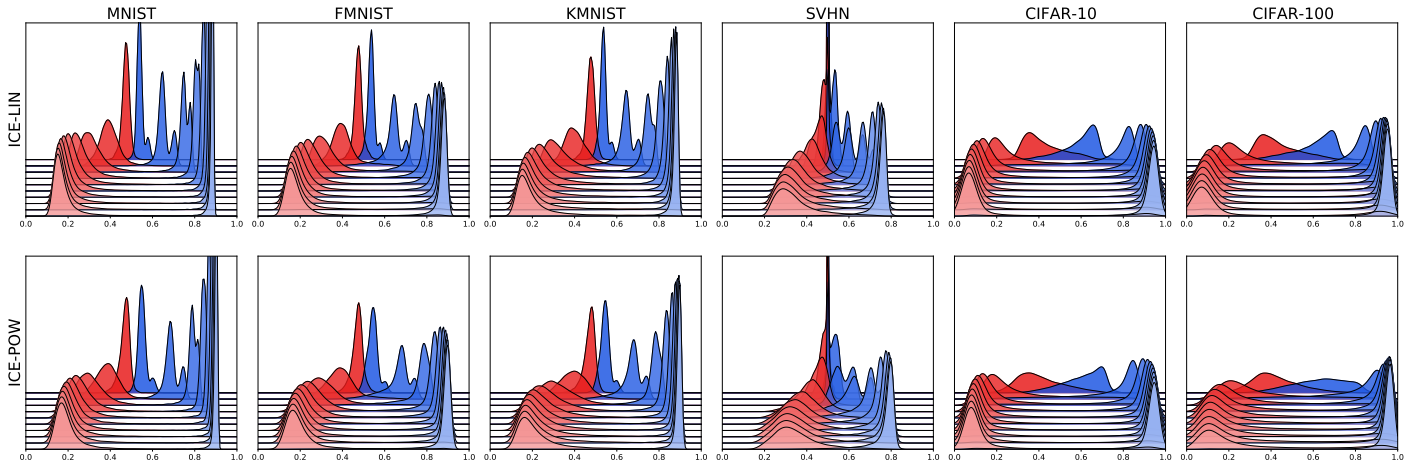 MNIST FMNIST KMNIST SVHN CIFAR-10 CIFAR-100
ICE-LIN
0.0 0.2 0.4 0.6 0.8 1.0 0.0 0.2 0.4 0.6 0.8 1.0 0.0 0.2 0.4 0.6 0.8 1.0 0.0 0.2 0.4 0.6 0.8 1.0 0.0 0.2 0.4 0.6 0.8 1.0 0.0 0.2 0.4 0.6 0.8 1.0
ICE-POW
0.0 0.2 0.4 0.6 0.8 1.0 0.0 0.2 0.4 0.6 0.8 1.0 0.0 0.2 0.4 0.6 0.8 1.0 0.0 0.2 0.4 0.6 0.8 1.0 0.0 0.2 0.4 0.6 0.8 1.0 0.0 0.2 0.4 0.6 0.8 1.0